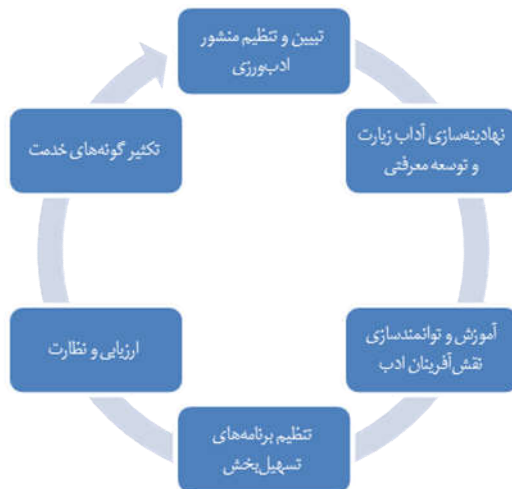 تبیین و تنظیم منشور
ادب‌ورزی
نهادینه‌سازی آداب زیارت
و توسعه معرفتی
آموزش و توانمندسازی
نقش‌آفرینان ادب
تنظیم برنامه‌های
تسهیل‌بخش
ارزیابی و نظارت
تکثیر گونه‌های خدمت